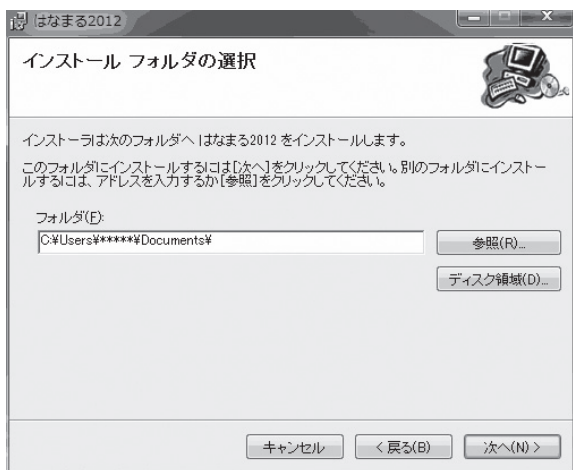 はなまる2012
インストール フォルダの選択
インストーラは次のフォルダへ はなまる2012 をインストールします。
このフォルダにインストールするには[次へ]をクリックしてください。別のフォルダにインストー
ルするには、アドレスを入力するか[参照]をクリックしてください。
フォルダ(F):
C:¥Users¥*****¥Documents¥
参照(R)...
ディスク領域(D)...
キャンセル
< 戻る(B)
次へ(N) >